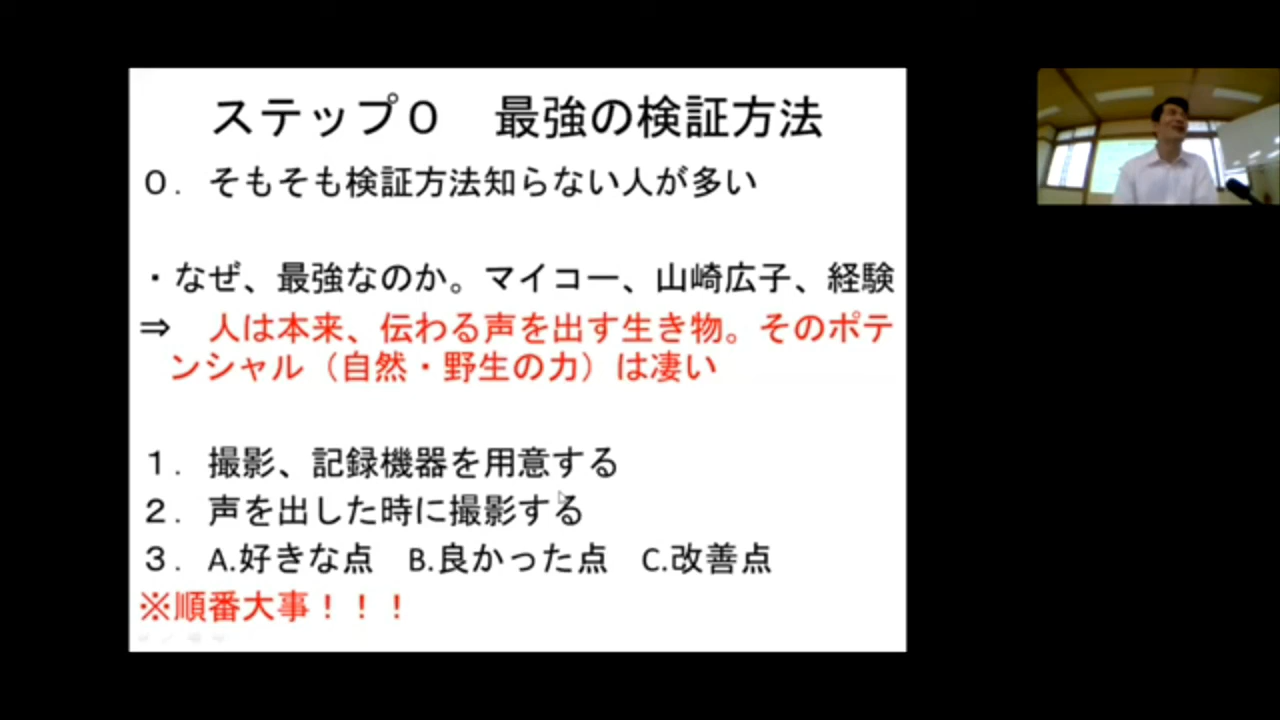 ステップ０　最強の検証方法
０．そもそも検証方法知らない人が多い
・なぜ、最強なのか。マイコー、山崎広子、経験
⇒　人は本来、伝わる声を出す生き物。そのポテ
ンシャル（自然・野生の力）は凄い
１．撮影、記録機器を用意する
２．声を出した時に撮影する
３．A.好きな点　B.良かった点　C.改善点
※順番大事！！！